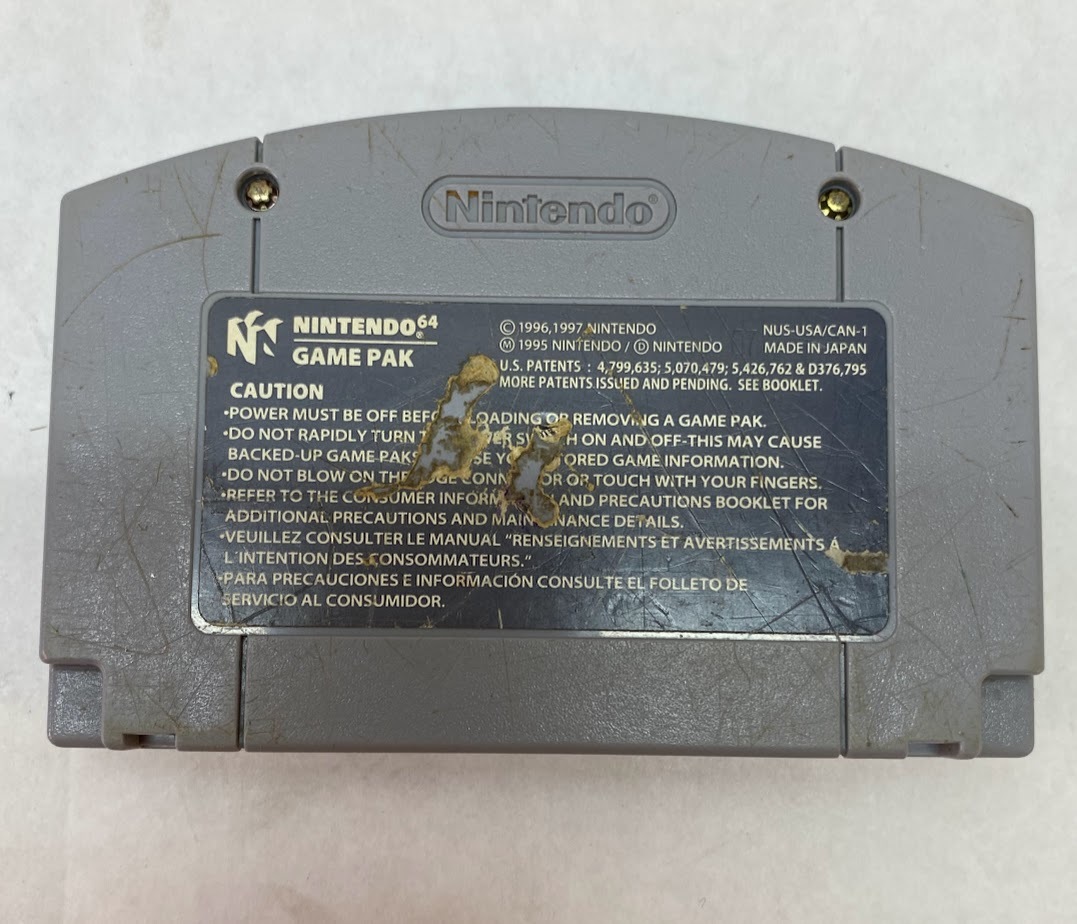 Nintendo®
NINTENDO64
GAME PAK
© 1996,1997 NINTENDO
Ⓜ 1995 NINTENDO / Ⓓ NINTENDO
NUS-USA/CAN-1
MADE IN JAPAN
U.S. PATENTS : 4,799,635; 5,070,479; 5,426,762 & D376,795
MORE PATENTS ISSUED AND PENDING. SEE BOOKLET.
CAUTION
•POWER MUST BE OFF LOADING OR REMOVING A GAME PAK.
•DO NOT RAPIDLY TURN ON AND OFF-THIS MAY CAUSE
BACKED-UP GAME PAKS GAME INFORMATION.
•DO NOT BLOW ON THE OR TOUCH WITH YOUR FINGERS.
•REFER TO THE CONSUMER AND PRECAUTIONS BOOKLET FOR
ADDITIONAL PRECAUTIONS AND DETAILS.
•VEUILLEZ CONSULTER LE MANUAL “RENSEIGNEMENTS ET AVERTISSEMENTS Á
L'INTENTION DES CONSOMMATEURS.”
•PARA PRECAUCIONES E INFORMACIÓN CONSULTE EL FOLLETO DE
SERVICIO AL CONSUMIDOR.